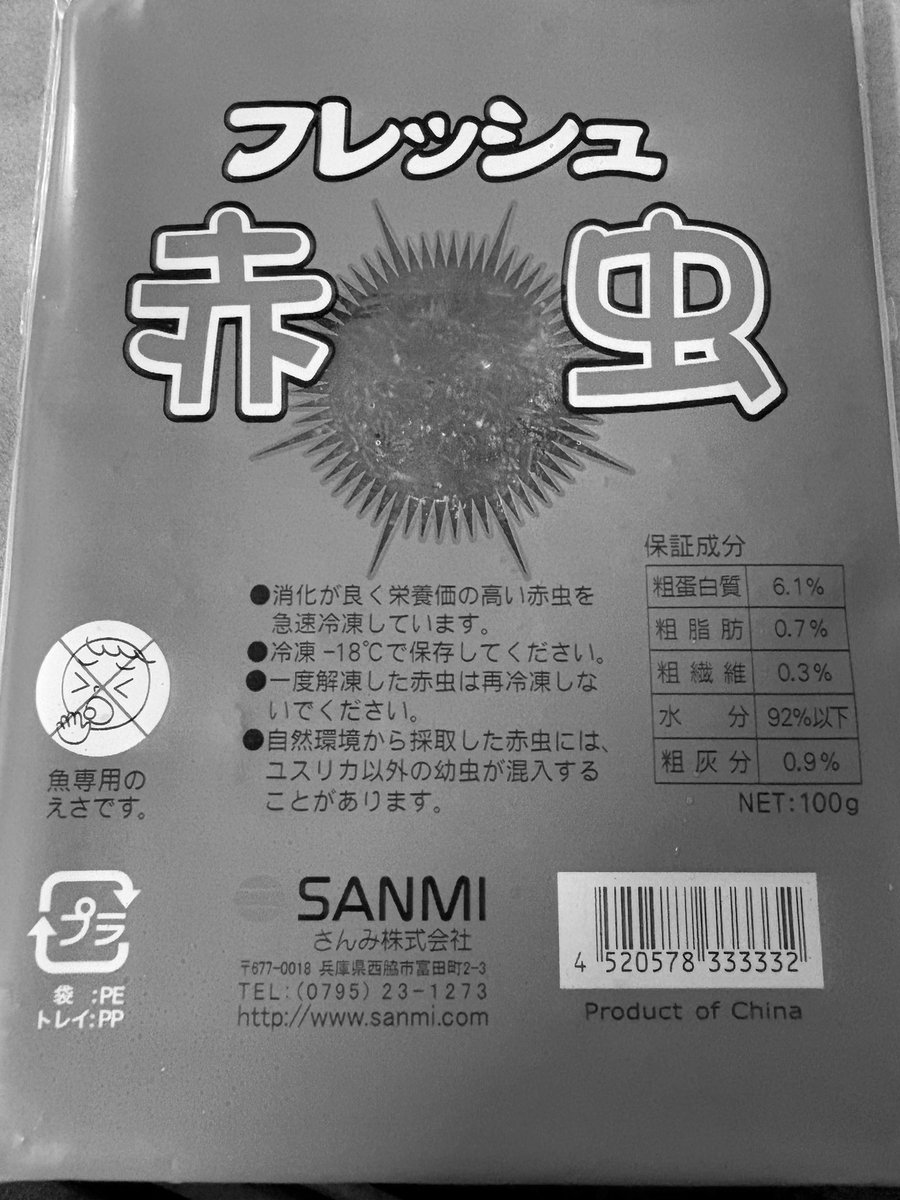 フレッシュ
赤虫
保証成分
粗蛋白質 6.1%
粗脂肪 0.7%
粗繊維 0.3%
水分 92%以下
粗灰分 0.9%
NET:100g
●消化が良く栄養価の高い赤虫を
急速冷凍しています。
●冷凍-18℃で保存してください。
●一度解凍した赤虫は再冷凍しな
いでください。
●自然環境から採取した赤虫には、
ユスリカ以外の幼虫が混入する
ことがあります。
魚専用の
えさです。
プラ
袋:PE
トレイ:PP
SANMI
さんみ株式会社
〒677-0018 兵庫県西脇市富田町2-3
TEL:(0795)23-1273
http://www.sanmi.com
4 520578 333332
Product of China